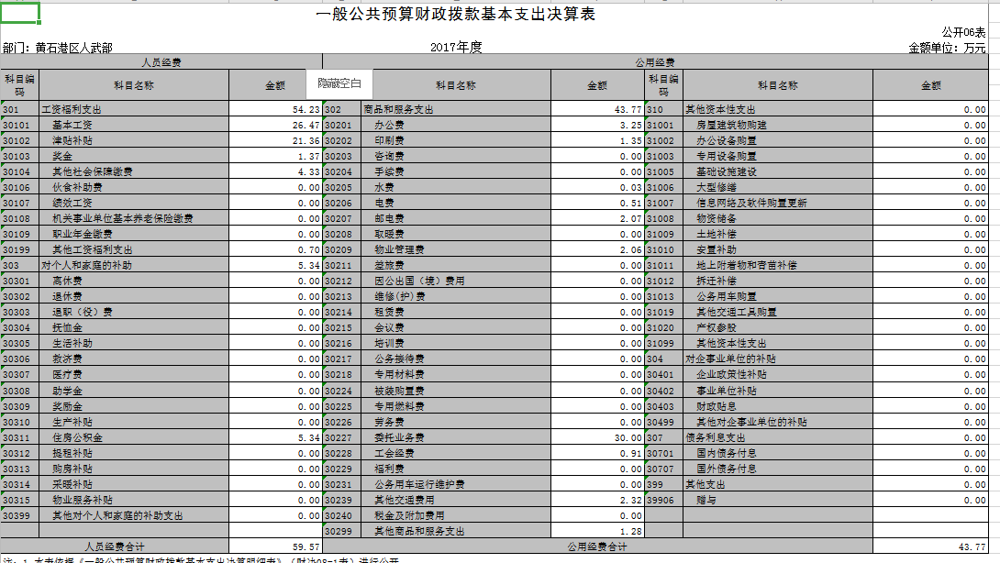 一般公共预算财政拨款基本支出决算表
公开06表
部门：黄石港区人武部 2017年度 金额单位：万元
人员经费 公用经费
科目编码 科目名称 金额 隐藏空白 科目名称 金额 科目编码 科目名称 金额
301 工资福利支出 54.23 302 商品和服务支出 43.77 310 其他资本性支出 0.00
30101 基本工资 26.47 30201 办公费 3.25 31001 房屋建筑物购建 0.00
30102 津贴补贴 21.36 30202 印刷费 1.35 31002 办公设备购置 0.00
30103 奖金 1.37 30203 咨询费 0.00 31003 专用设备购置 0.00
30104 其他社会保障缴费 4.33 30204 手续费 0.00 31005 基础设施建设 0.00
30106 伙食补助费 0.00 30205 水费 0.03 31006 大型修缮 0.00
30107 绩效工资 0.00 30206 电费 0.51 31007 信息网络及软件购置更新 0.00
30108 机关事业单位基本养老保险缴费 0.00 30207 邮电费 2.07 31008 物资储备 0.00
30109 职业年金缴费 0.00 30208 取暖费 0.00 31009 土地补偿 0.00
30199 其他工资福利支出 0.70 30209 物业管理费 2.06 31010 安置补助 0.00
303 对个人和家庭的补助 5.34 30211 差旅费 0.00 31011 地上附着物和青苗补偿 0.00
30301 离休费 0.00 30212 因公出国（境）费用 0.00 31012 拆迁补偿 0.00
30302 退休费 0.00 30213 维修(护)费 0.00 31013 公务用车购置 0.00
30303 退职（役）费 0.00 30214 租赁费 0.00 31019 其他交通工具购置 0.00
30304 抚恤金 0.00 30215 会议费 0.00 31020 产权参股 0.00
30305 生活补助 0.00 30216 培训费 0.00 31099 其他资本性支出 0.00
30306 救济费 0.00 30217 公务接待费 0.00 304 对企事业单位的补贴 0.00
30307 医疗费 0.00 30218 专用材料费 0.00 30401 企业政策性补贴 0.00
30308 助学金 0.00 30224 被装购置费 0.00 30402 事业单位补贴 0.00
30309 奖励金 0.00 30225 专用燃料费 0.00 30403 财政贴息 0.00
30310 生产补贴 0.00 30226 劳务费 0.00 30499 其他对企事业单位的补贴 0.00
30311 住房公积金 5.34 30227 委托业务费 30.00 307 债务利息支出 0.00
30312 提租补贴 0.00 30228 工会经费 0.91 30701 国内债务付息 0.00
30313 购房补贴 0.00 30229 福利费 0.00 30707 国外债务付息 0.00
30314 采暖补贴 0.00 30231 公务用车运行维护费 0.00 399 其他支出 0.00
30315 物业服务补贴 0.00 30239 其他交通费用 2.32 39906 赠与 0.00
30399 其他对个人和家庭的补助支出 0.00 30240 税金及附加费用 0.00
30299 其他商品和服务支出 1.28
人员经费合计 59.57 公用经费合计 43.77
注：1.本表依据《一般公共预算财政拨款基本支出决算明细表》（财决08-1表）进行公开